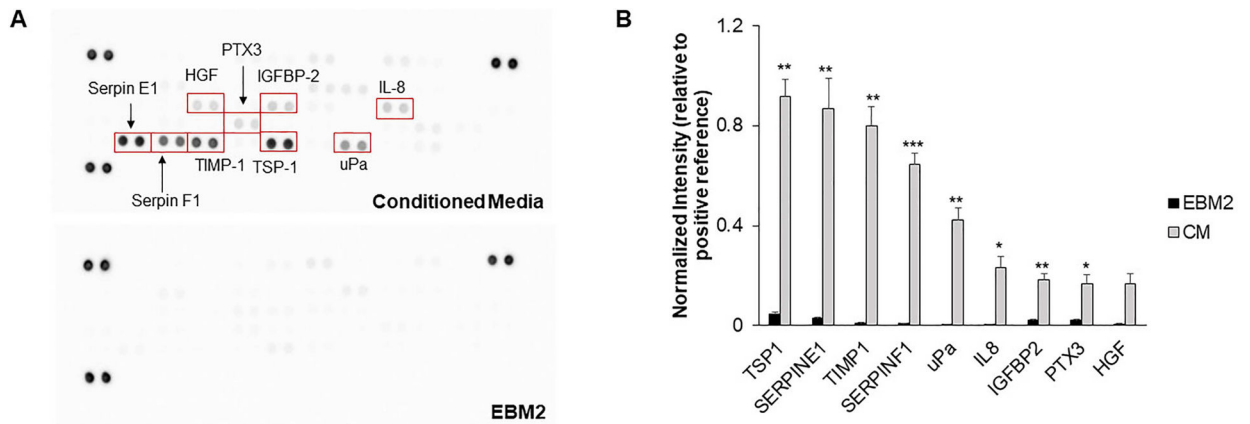 A
PTX3
HGF
IGFBP-2
Serpin E1
IL-8
TIMP-1
TSP-1
uPa
Serpin F1
Conditioned Media
EBM2
B
Normalized Intensity (relative to
positive reference)
1.2
0.8
0.4
0
**
**
**
***
**
*
**
*
EBM2
CM
TSP1
SERPINE1
TIMP1
SERPINF1
uPa
IL8
IGFBP2
PTX3
HGF